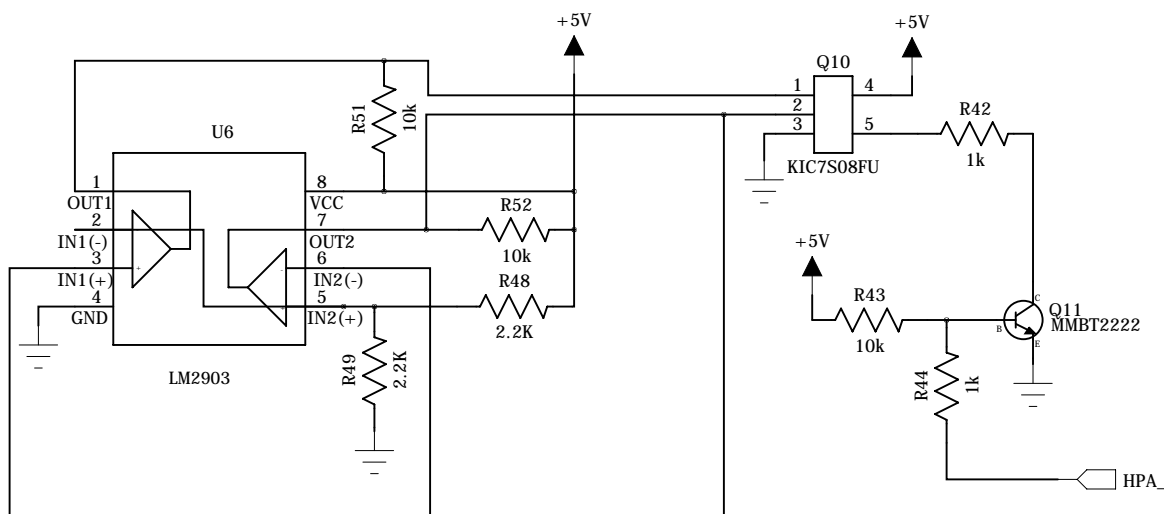 +5V
+5V
Q10
1
2
3
4
5
KIC7S08FU
R42
1k
R51
10k
U6
1
OUT1
2
IN1(-)
3
IN1(+)
4
GND
8
VCC
7
OUT2
6
IN2(-)
5
IN2(+)
+
-
+
LM2903
R52
10k
R48
2.2K
R49
2.2K
+5V
R43
10k
R44
1k
C
B
E
Q11
MMBT2222
HPA_